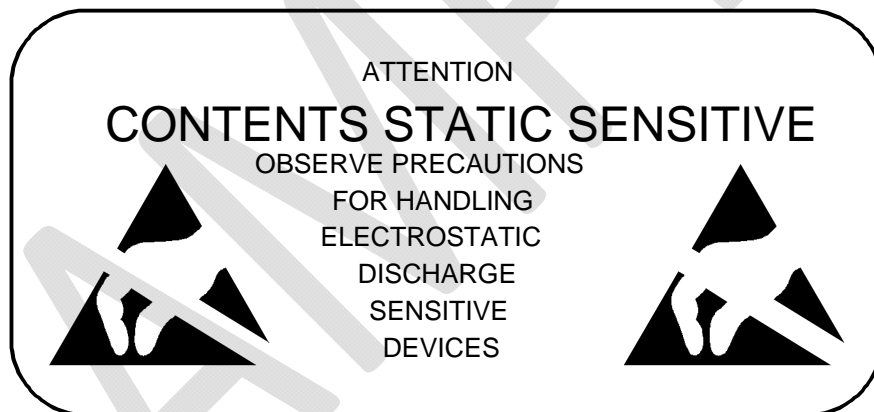 ATTENTION
CONTENTS STATIC SENSITIVE
OBSERVE PRECAUTIONS
FOR HANDLING
ELECTROSTATIC
DISCHARGE
SENSITIVE
DEVICES